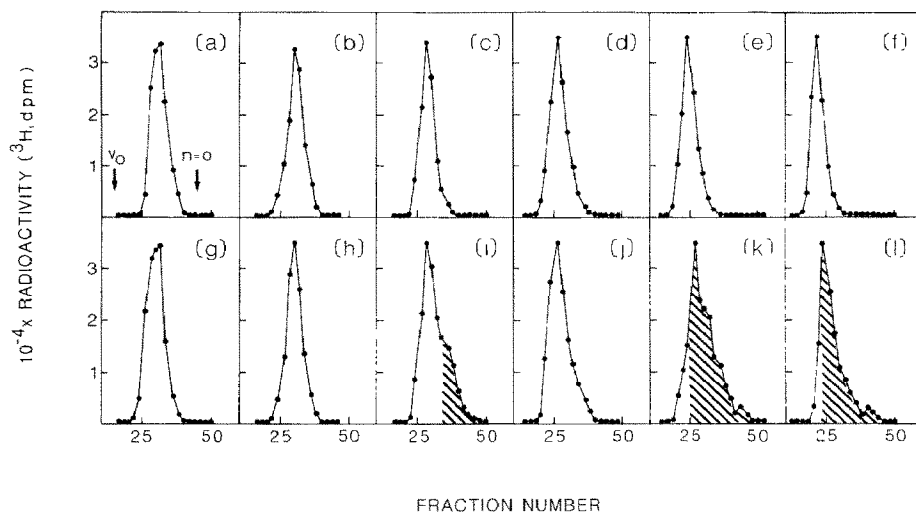 (a) (b) (c) (d) (e) (f)
3
2
1
V₀
n=0
(g) (h) (i) (j) (k) (l)
3
2
1
25 50 25 50 25 50 25 50 25 50 25 50
10⁻⁴x RADIOACTIVITY (³H,dpm)
FRACTION NUMBER